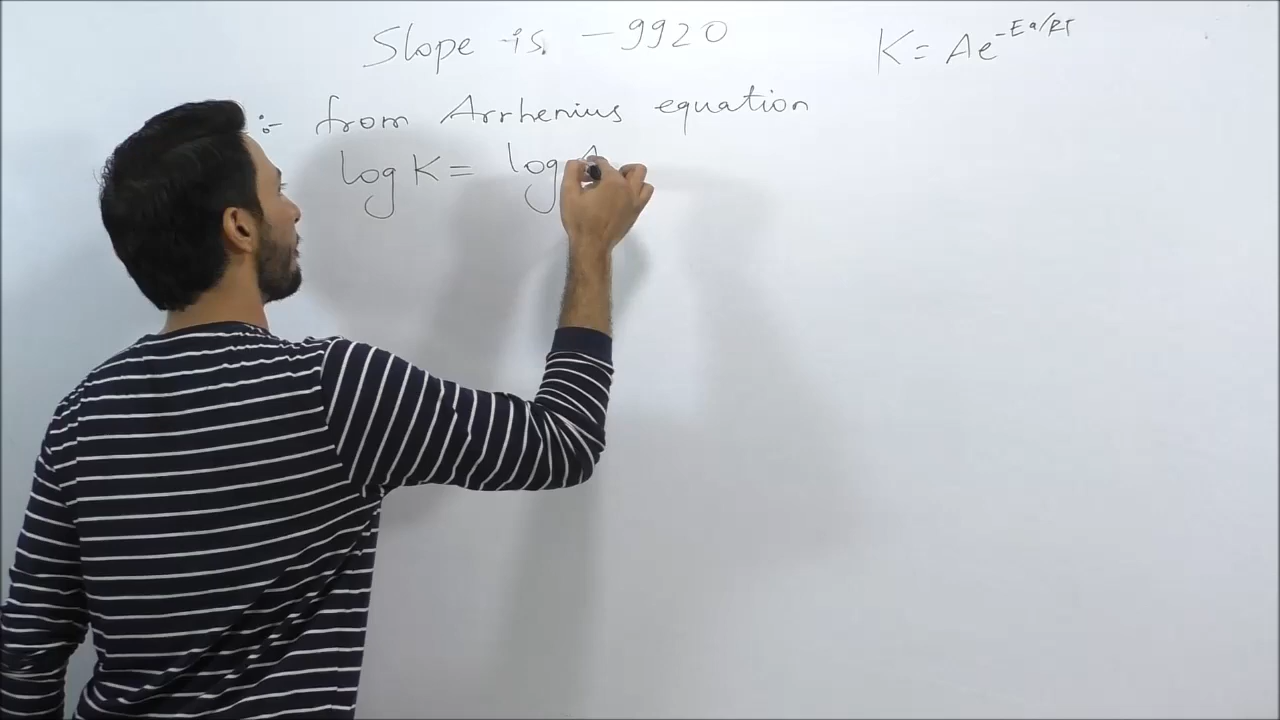 Slope is. -9920
K = Ae^-Ea/RT
:- from Arrhenius equation
log K = log A